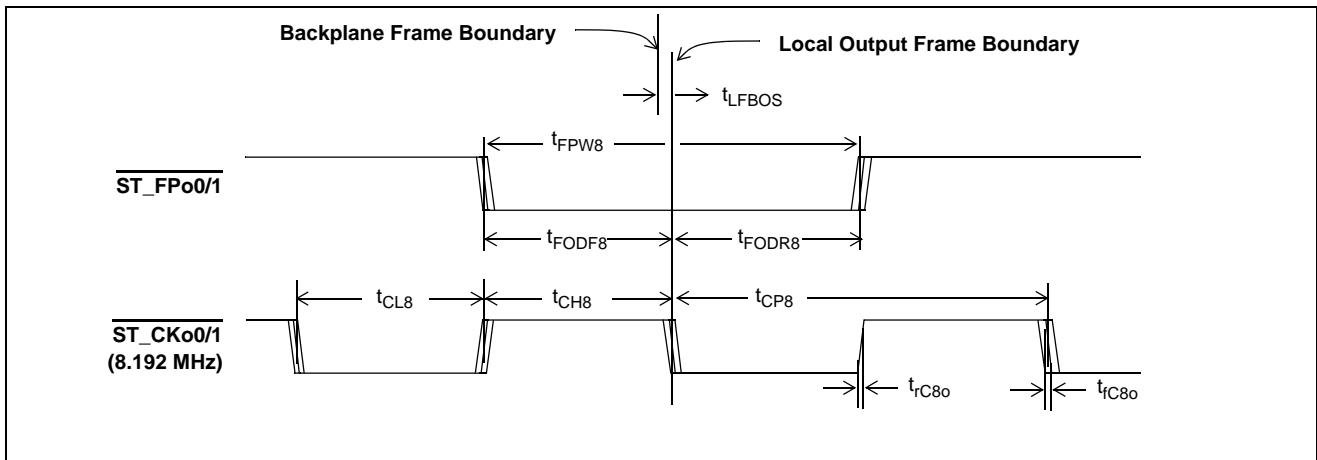 Backplane Frame Boundary
Local Output Frame Boundary
tLFBOS
tFPW8
ST_FPo0/1
tFODF8
tFODR8
tCL8
tCH8
tCP8
ST_CKo0/1
(8.192 MHz)
trC8o
tfC8o